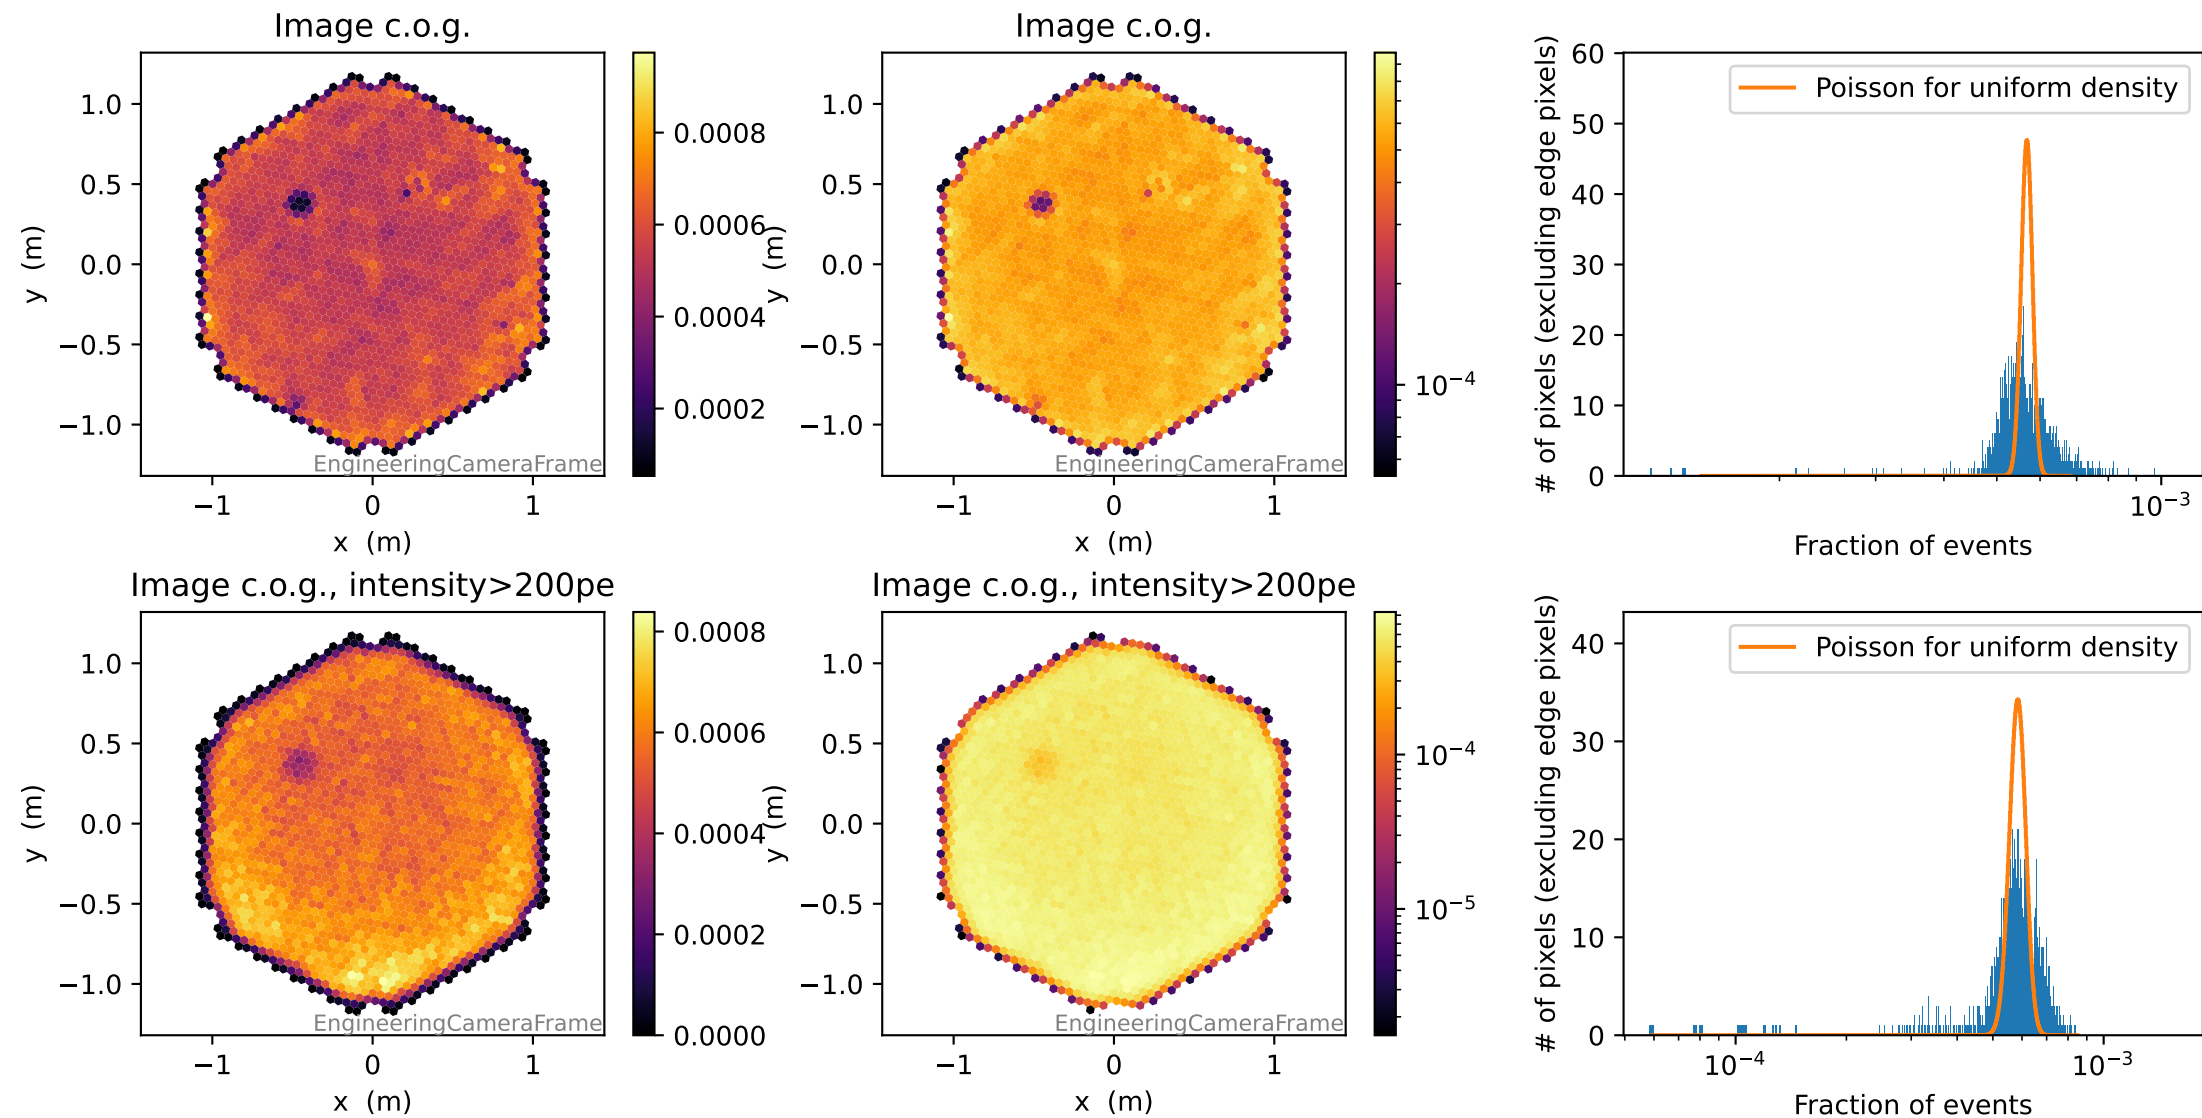 Image c.o.g.
1.0
0.5
0.0
−0.5
−1.0
y (m)
−1
0
1
x (m)
EngineeringCameraFrame
0.0008
0.0006
0.0004
0.0002
Image c.o.g.
1.0
0.5
0.0
−0.5
−1.0
y (m)
−1
0
1
x (m)
EngineeringCameraFrame
10⁻⁴
60
50
40
30
20
10
0
# of pixels (excluding edge pixels)
Poisson for uniform density
10⁻³
Fraction of events
Image c.o.g., intensity>200pe
1.0
0.5
0.0
−0.5
−1.0
y (m)
−1
0
1
x (m)
EngineeringCameraFrame
0.0008
0.0006
0.0004
0.0002
0.0000
Image c.o.g., intensity>200pe
1.0
0.5
0.0
−0.5
−1.0
y (m)
−1
0
1
x (m)
EngineeringCameraFrame
10⁻⁴
10⁻⁵
40
30
20
10
0
# of pixels (excluding edge pixels)
Poisson for uniform density
10⁻⁴
10⁻³
Fraction of events